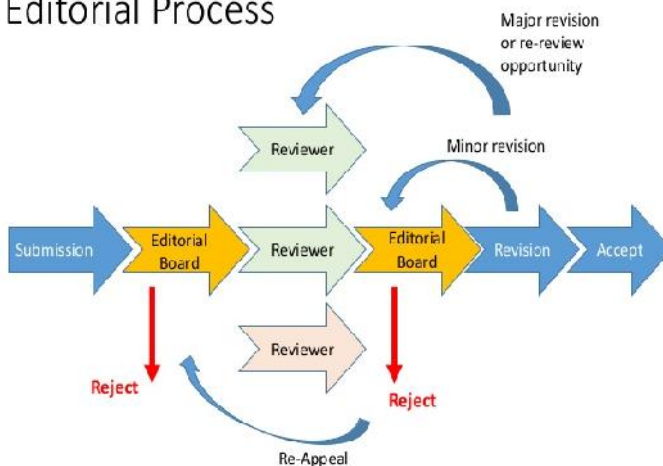 Editorial Process
Major revision
or re-review
opportunity
Reviewer
Minor revision
Submission
Editorial
Board
Reviewer
Editorial
Board
Revision
Accept
Reviewer
Reject
Reject
Re-Appeal